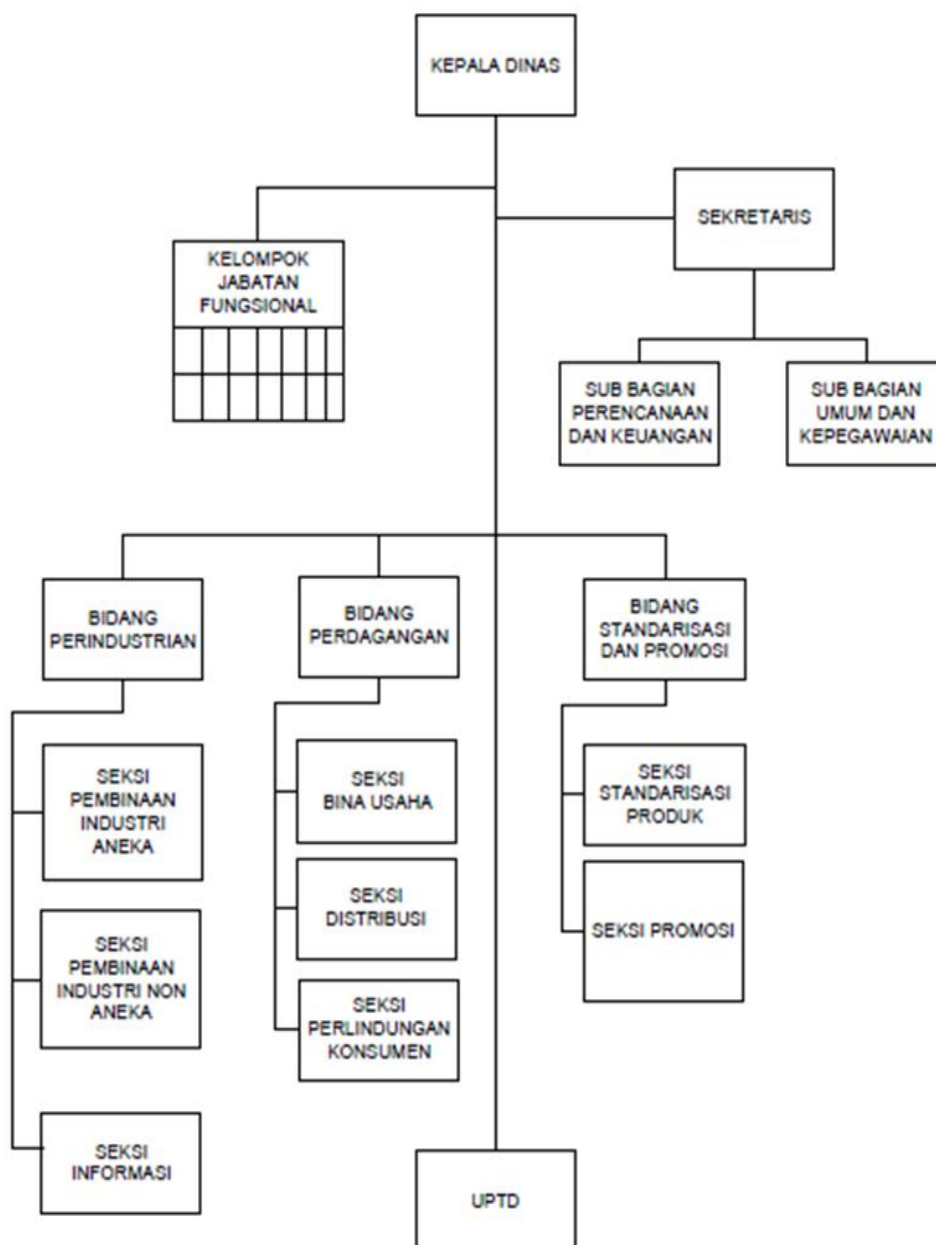 KEPALA DINAS
SEKRETARIS
KELOMPOK
JABATAN
FUNGSIONAL
SUB BAGIAN
PERENCANAAN
DAN KEUANGAN
SUB BAGIAN
UMUM DAN
KEPEGAWAIAN
BIDANG
PERINDUSTRIAN
BIDANG
PERDAGANGAN
BIDANG
STANDARISASI
DAN PROMOSI
SEKSI
PEMBINAAN
INDUSTRI
ANEKA
SEKSI
PEMBINAAN
INDUSTRI NON
ANEKA
SEKSI
INFORMASI
SEKSI
BINA USAHA
SEKSI
DISTRIBUSI
SEKSI
PERLINDUNGAN
KONSUMEN
SEKSI
STANDARISASI
PRODUK
SEKSI PROMOSI
UPTD